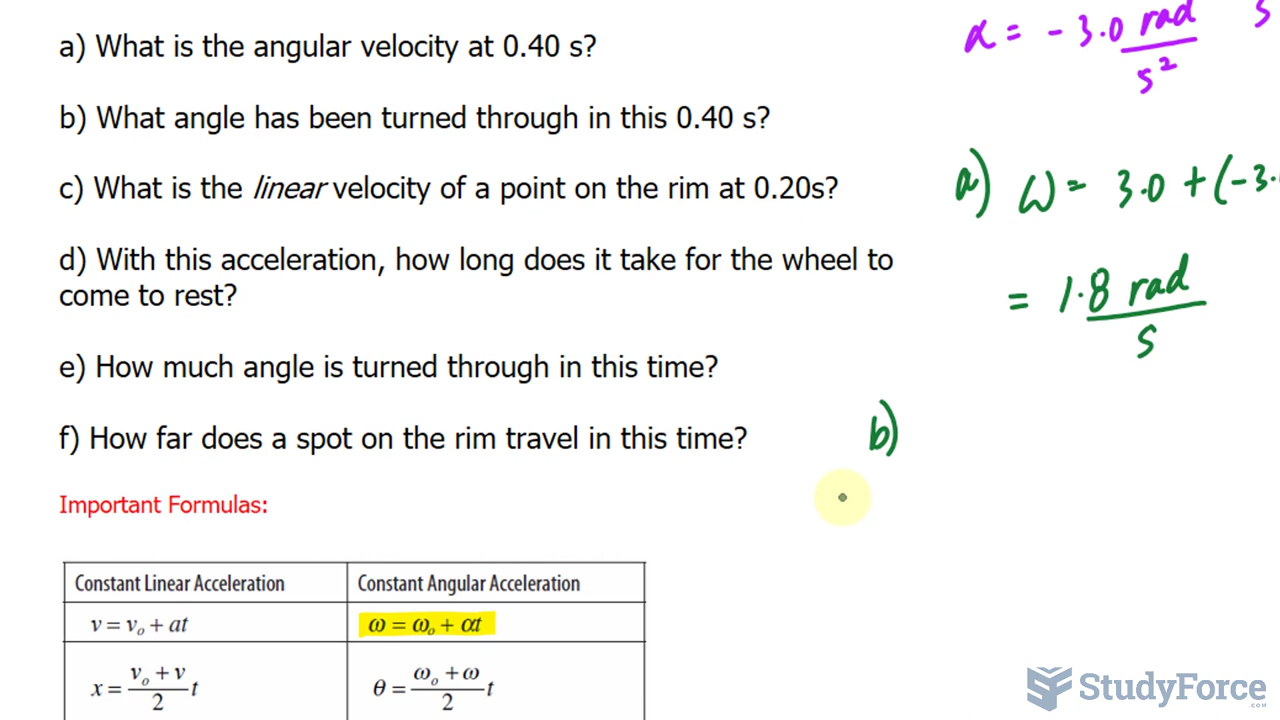 a) What is the angular velocity at 0.40 s?
b) What angle has been turned through in this 0.40 s?
c) What is the linear velocity of a point on the rim at 0.20s?
d) With this acceleration, how long does it take for the wheel to
come to rest?
e) How much angle is turned through in this time?
f) How far does a spot on the rim travel in this time?
Important Formulas:
Constant Linear Acceleration Constant Angular Acceleration
v = v₀ + at ω = ω₀ + αt
x = (v₀ + v)/2 t θ = (ω₀ + ω)/2 t
α = -3.0 rad/s² s
a) ω = 3.0 + (-3.
= 1.8 rad/s
b)
StudyForce
.COM